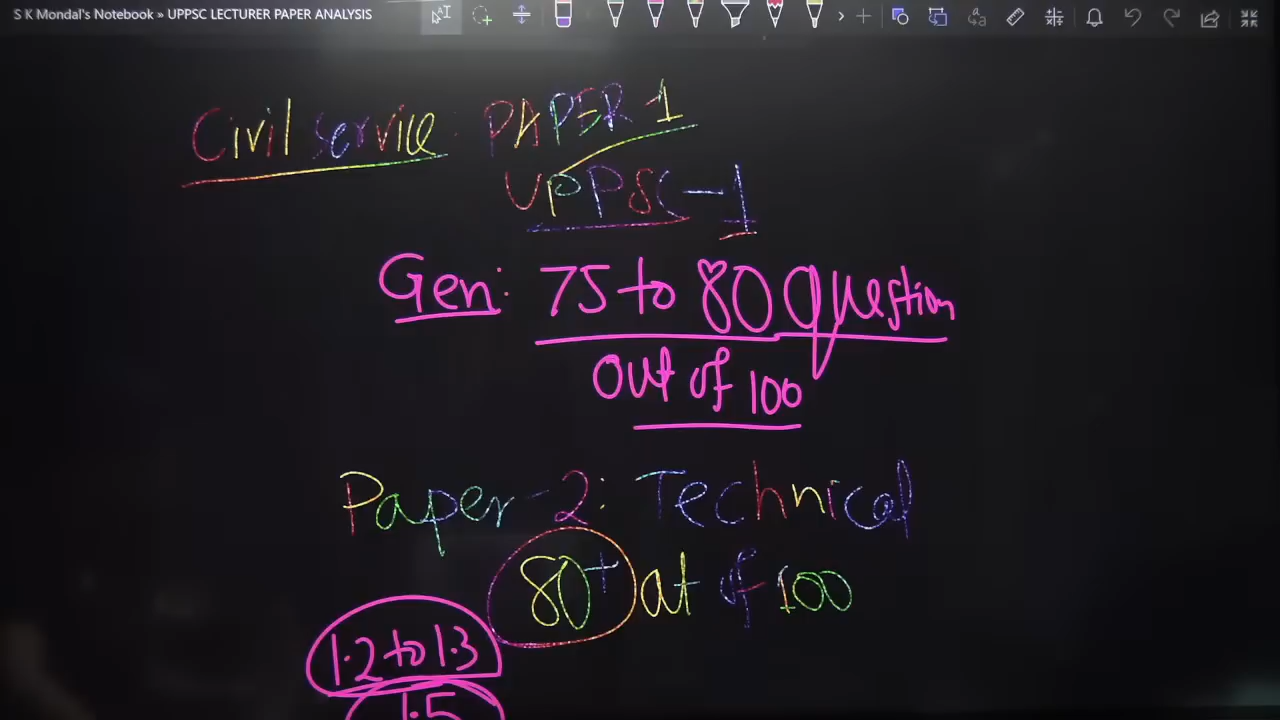 S K Mondal's Notebook » UPPSC LECTURER PAPER ANALYSIS
Civil service: PAPER 1
UPPSC-1
Gen: 75 to 80 question
out of 100
Paper-2: Technical
80+ at of 100
1.2 to 1.3
1.5